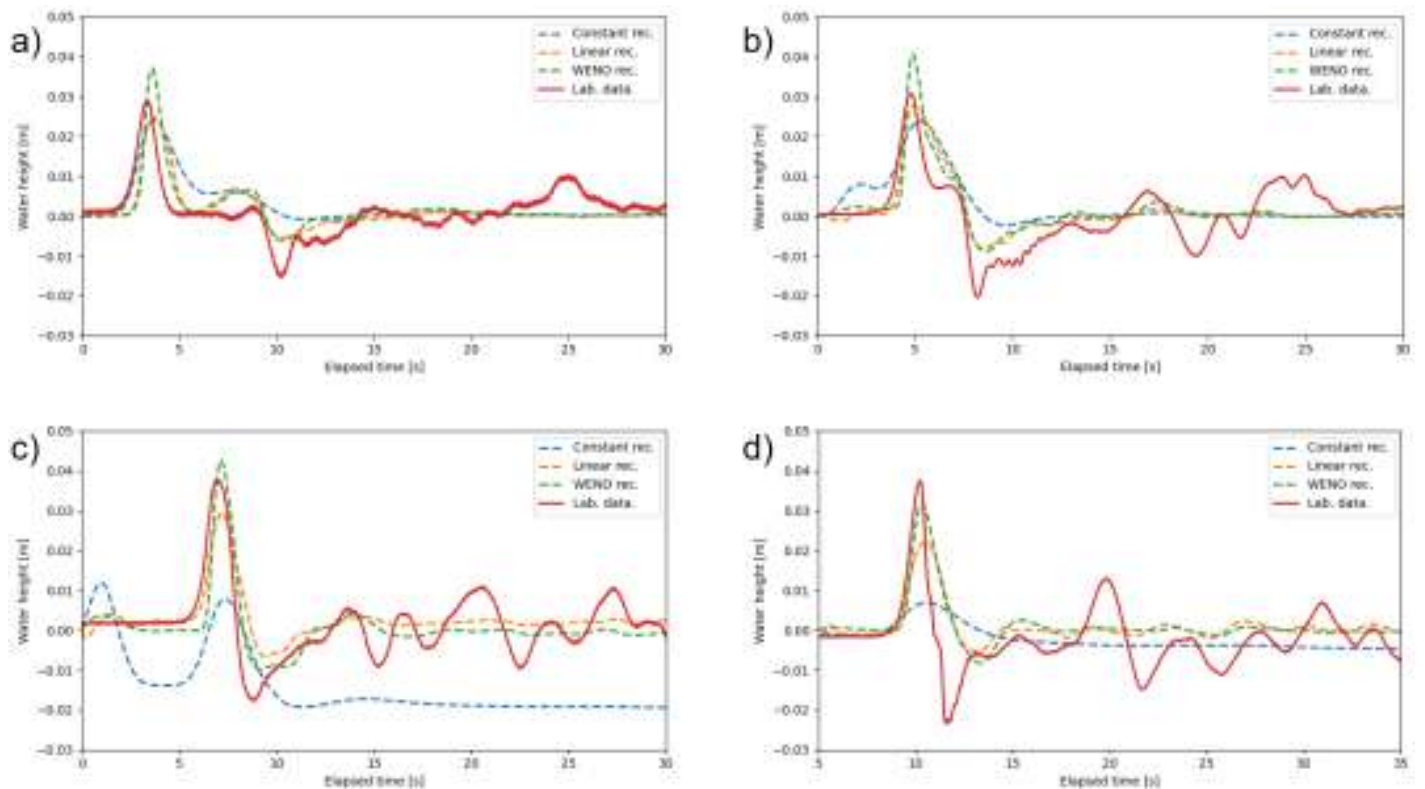 a)
0.05
0.04
0.03
0.02
0.01
0.00
−0.01
−0.02
−0.03
Water height [m]
0 5 10 15 20 25 30
Elapsed time [s]
Constant rec.
Linear rec.
WENO rec.
Lab. data.
b)
0.05
0.04
0.03
0.02
0.01
0.00
−0.01
−0.02
−0.03
Water height [m]
0 5 10 15 20 25 30
Elapsed time [s]
Constant rec.
Linear rec.
WENO rec.
Lab. data.
c)
0.05
0.04
0.03
0.02
0.01
0.00
−0.01
−0.02
−0.03
Water height [m]
0 5 10 15 20 25 30
Elapsed time [s]
Constant rec.
Linear rec.
WENO rec.
Lab. data.
d)
0.05
0.04
0.03
0.02
0.01
0.00
−0.01
−0.02
−0.03
Water height [m]
5 10 15 20 25 30 35
Elapsed time [s]
Constant rec.
Linear rec.
WENO rec.
Lab. data.